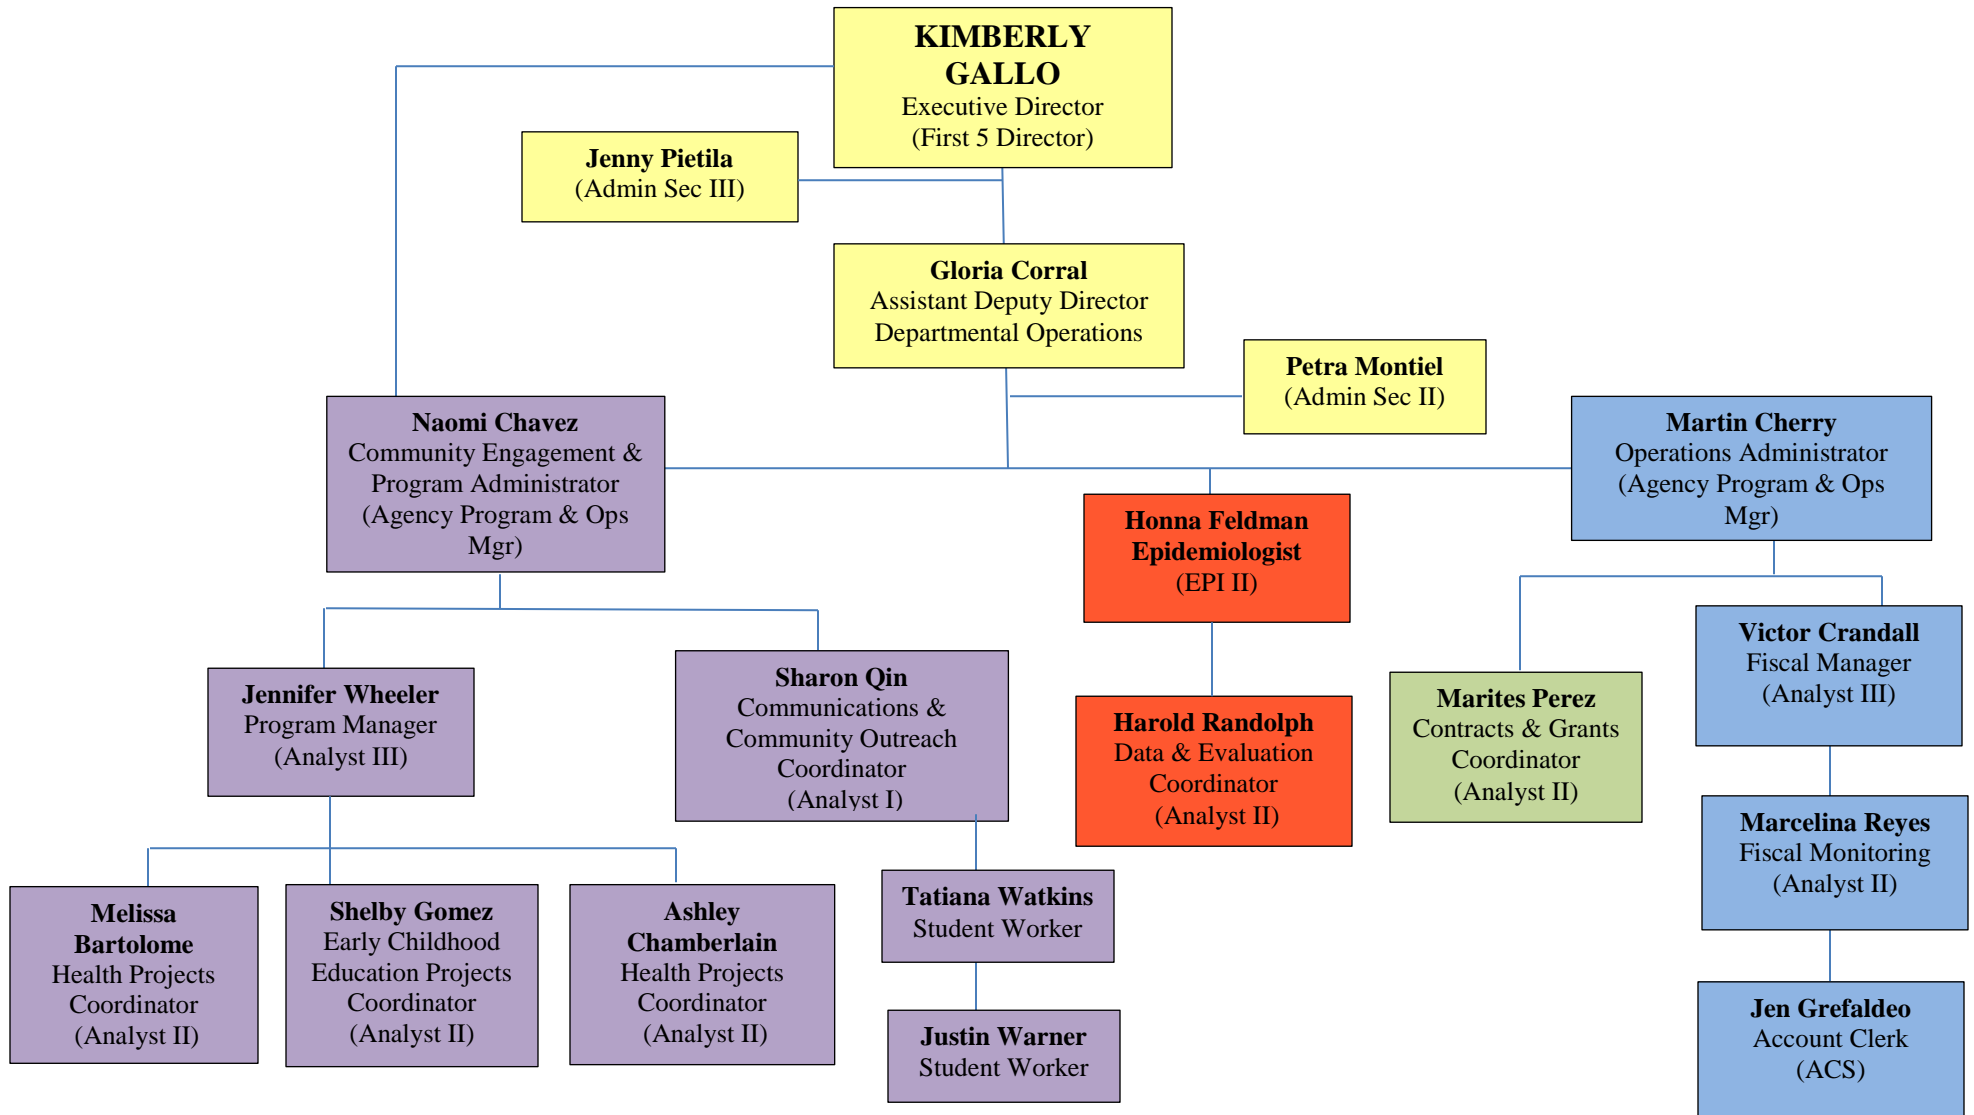 KIMBERLY
GALLO
Executive Director
(First 5 Director)
Jenny Pietila
(Admin Sec III)
Gloria Corral
Assistant Deputy Director
Departmental Operations
Petra Montiel
(Admin Sec II)
Naomi Chavez
Community Engagement &
Program Administrator
(Agency Program & Ops
Mgr)
Martin Cherry
Operations Administrator
(Agency Program & Ops
Mgr)
Honna Feldman
Epidemiologist
(EPI II)
Jennifer Wheeler
Program Manager
(Analyst III)
Sharon Qin
Communications &
Community Outreach
Coordinator
(Analyst I)
Harold Randolph
Data & Evaluation
Coordinator
(Analyst II)
Marites Perez
Contracts & Grants
Coordinator
(Analyst II)
Victor Crandall
Fiscal Manager
(Analyst III)
Marcelina Reyes
Fiscal Monitoring
(Analyst II)
Melissa
Bartolome
Health Projects
Coordinator
(Analyst II)
Shelby Gomez
Early Childhood
Education Projects
Coordinator
(Analyst II)
Ashley
Chamberlain
Health Projects
Coordinator
(Analyst II)
Tatiana Watkins
Student Worker
Justin Warner
Student Worker
Jen Grefaldeo
Account Clerk
(ACS)